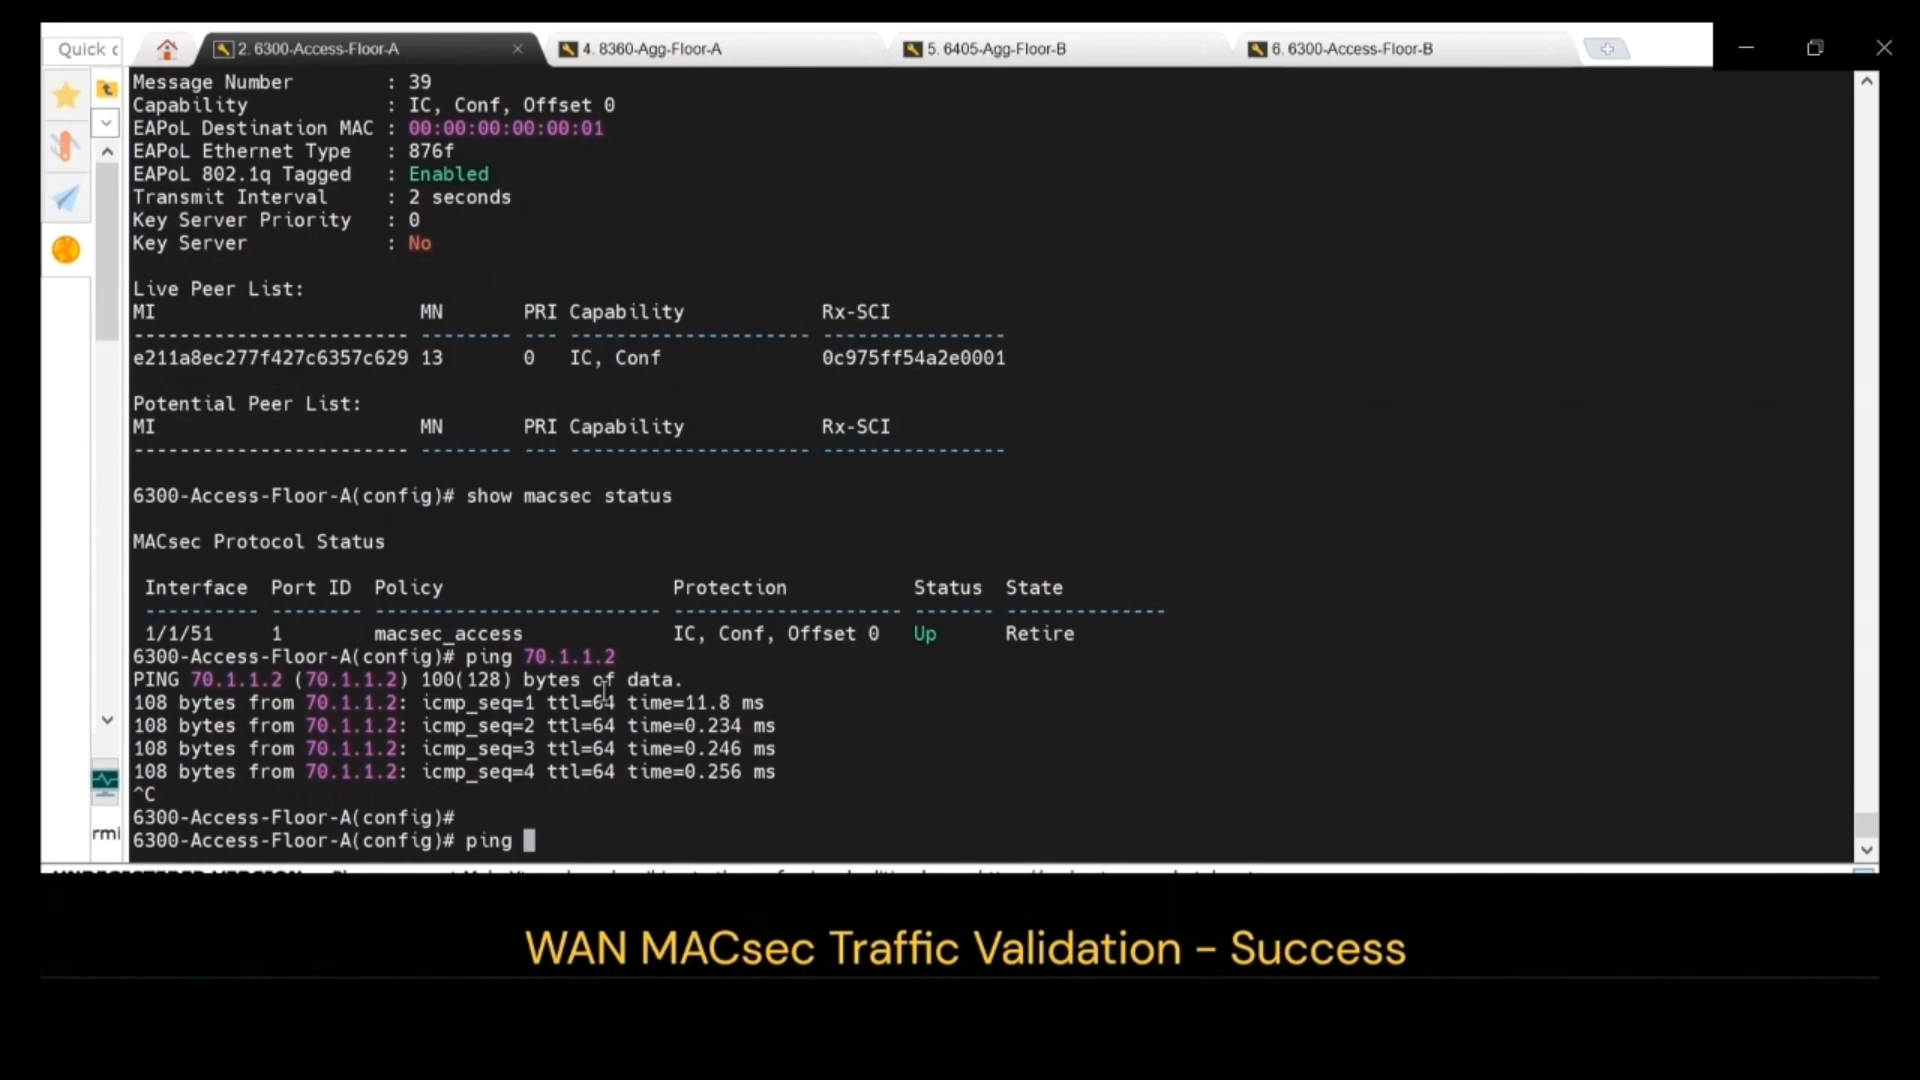 Quick c
2. 6300-Access-Floor-A
4. 8360-Agg-Floor-A
5. 6405-Agg-Floor-B
6. 6300-Access-Floor-B
Message Number : 39
Capability : IC, Conf, Offset 0
EAPoL Destination MAC : 00:00:00:00:00:01
EAPoL Ethernet Type : 876f
EAPoL 802.1q Tagged : Enabled
Transmit Interval : 2 seconds
Key Server Priority : 0
Key Server : No
Live Peer List:
MI MN PRI Capability Rx-SCI
------------------------ -------- --- --------------------- ----------------
e211a8ec277f427c6357c629 13 0 IC, Conf 0c975ff54a2e0001
Potential Peer List:
MI MN PRI Capability Rx-SCI
------------------------ -------- --- --------------------- ----------------
6300-Access-Floor-A(config)# show macsec status
MACsec Protocol Status
Interface Port ID Policy Protection Status State
---------- -------- ------------------------- -------------------- ------- --------------
1/1/51 1 macsec_access IC, Conf, Offset 0 Up Retire
6300-Access-Floor-A(config)# ping 70.1.1.2
PING 70.1.1.2 (70.1.1.2) 100(128) bytes of data.
108 bytes from 70.1.1.2: icmp_seq=1 ttl=64 time=11.8 ms
108 bytes from 70.1.1.2: icmp_seq=2 ttl=64 time=0.234 ms
108 bytes from 70.1.1.2: icmp_seq=3 ttl=64 time=0.246 ms
108 bytes from 70.1.1.2: icmp_seq=4 ttl=64 time=0.256 ms
^C
6300-Access-Floor-A(config)#
rmi
6300-Access-Floor-A(config)# ping
WAN MACsec Traffic Validation – Success